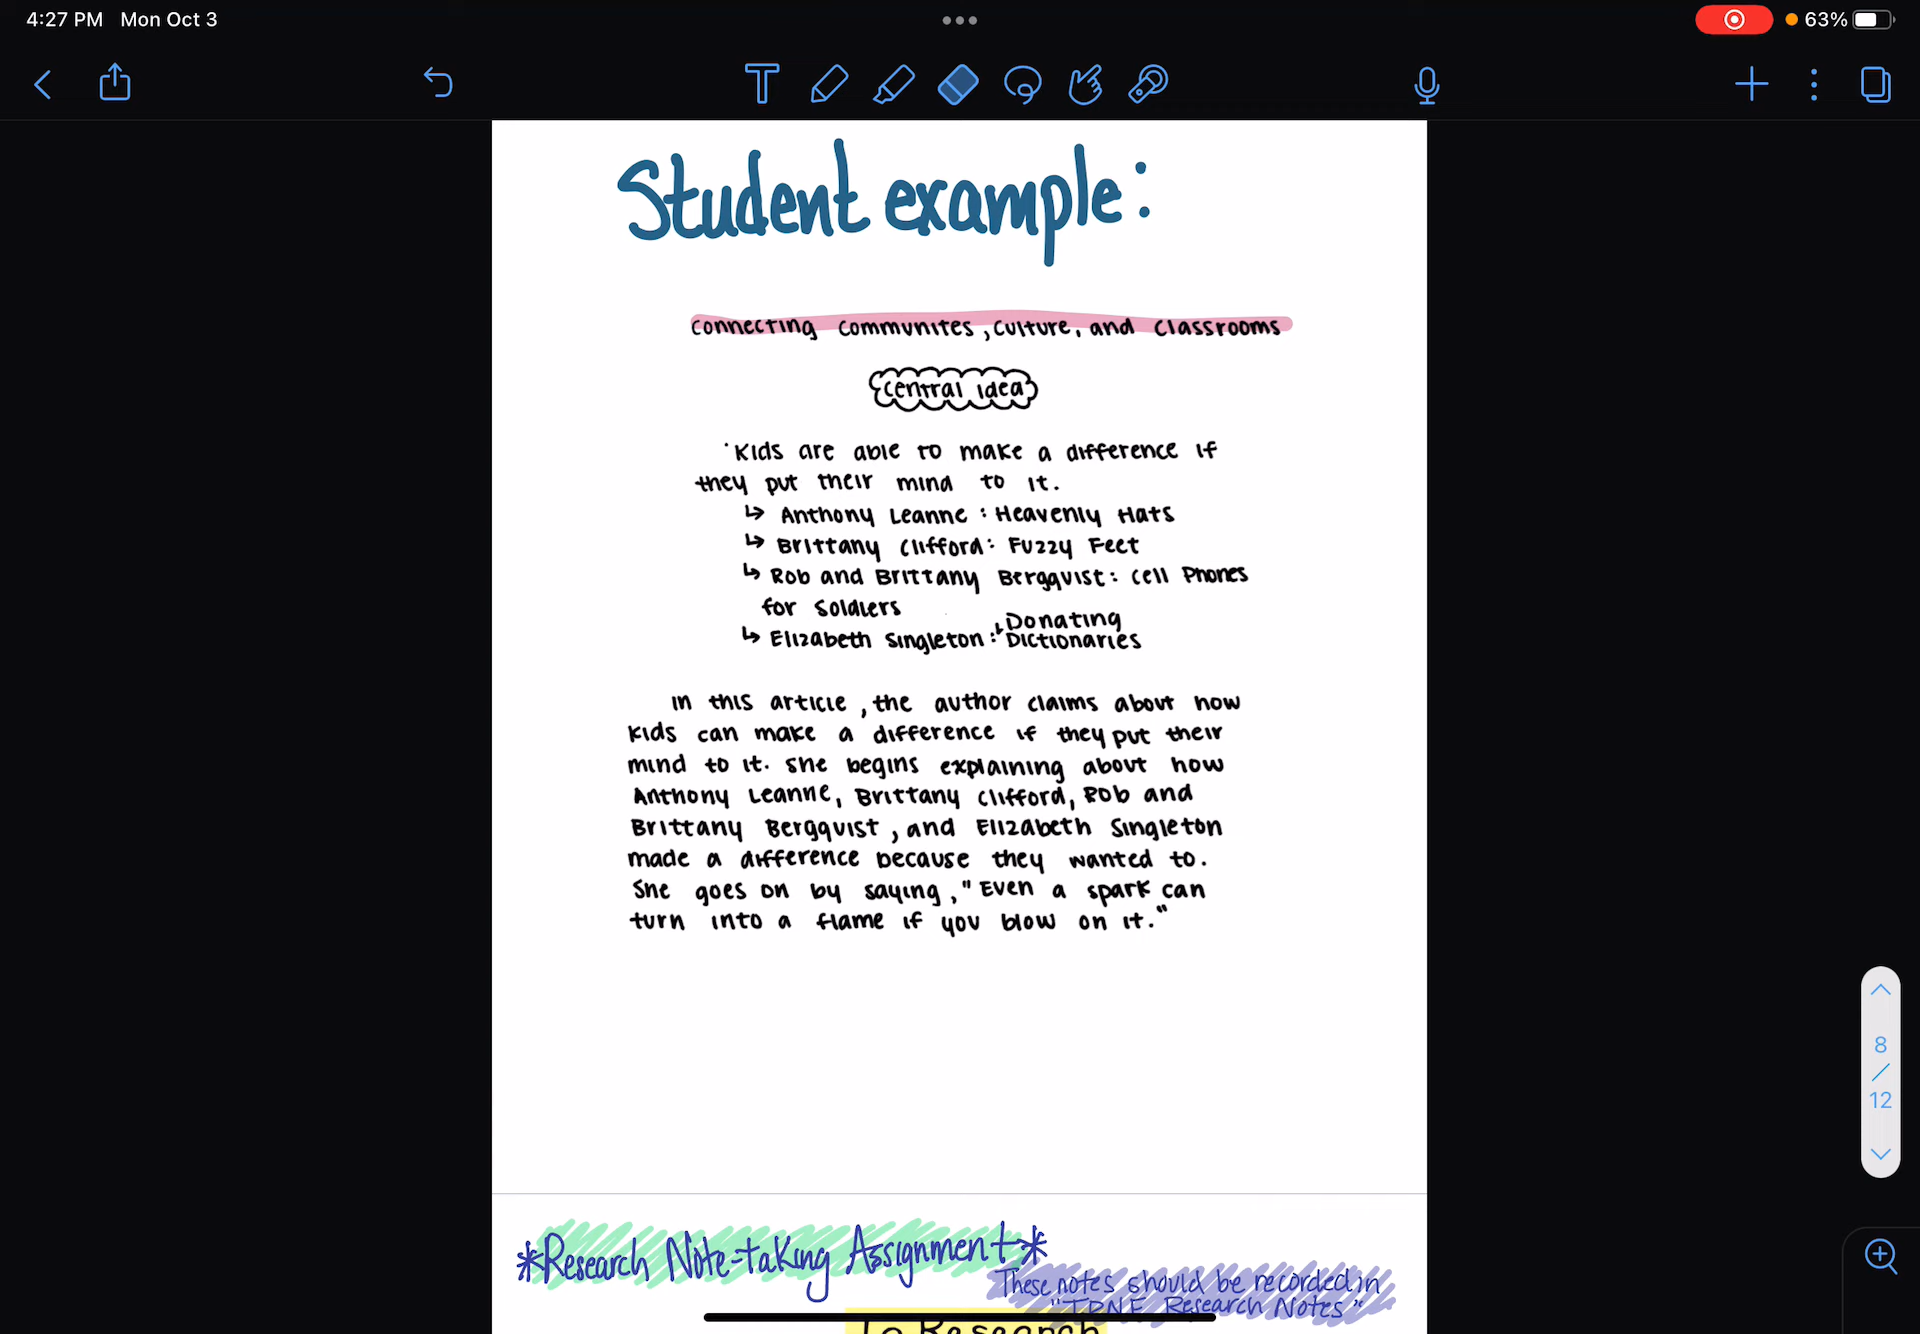 4:27 PM Mon Oct 3
63%
Student example:
Connecting Communites, Culture, and Classrooms
Central idea
Kids are able to make a difference if
they put their mind to it.
↳ Anthony Leanne: Heavenly Hats
↳ Brittany Clifford: Fuzzy Feet
↳ Rob and Brittany Bergqvist: Cell Phones
for Soldiers
↳ Elizabeth Singleton: Donating
Dictionaries
In this article, the author claims about how
kids can make a difference if they put their
mind to it. She begins explaining about how
Anthony Leanne, Brittany Clifford, Rob and
Brittany Bergqvist, and Elizabeth Singleton
made a difference because they wanted to.
She goes on by saying, "Even a spark can
turn into a flame if you blow on it."
8
/
12
*Research Note-taking Assignment*
These notes should be recorded in
Research Notes"
To Research